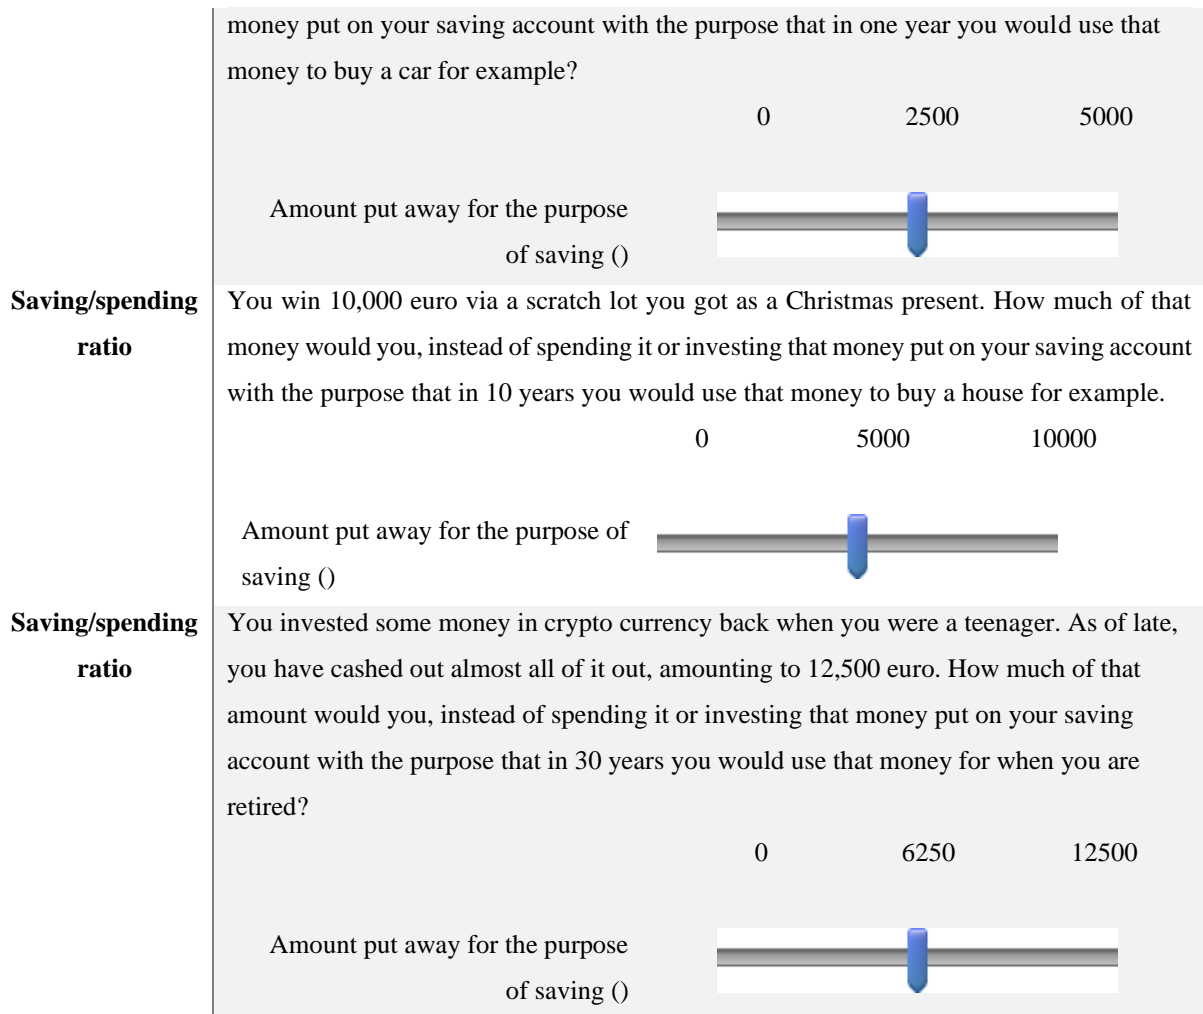 money put on your saving account with the purpose that in one year you would use that
money to buy a car for example?
0 2500 5000
Amount put away for the purpose
of saving ()
Saving/spending
ratio
You win 10,000 euro via a scratch lot you got as a Christmas present. How much of that
money would you, instead of spending it or investing that money put on your saving account
with the purpose that in 10 years you would use that money to buy a house for example.
0 5000 10000
Amount put away for the purpose of
saving ()
Saving/spending
ratio
You invested some money in crypto currency back when you were a teenager. As of late,
you have cashed out almost all of it out, amounting to 12,500 euro. How much of that
amount would you, instead of spending it or investing that money put on your saving
account with the purpose that in 30 years you would use that money for when you are
retired?
0 6250 12500
Amount put away for the purpose
of saving ()